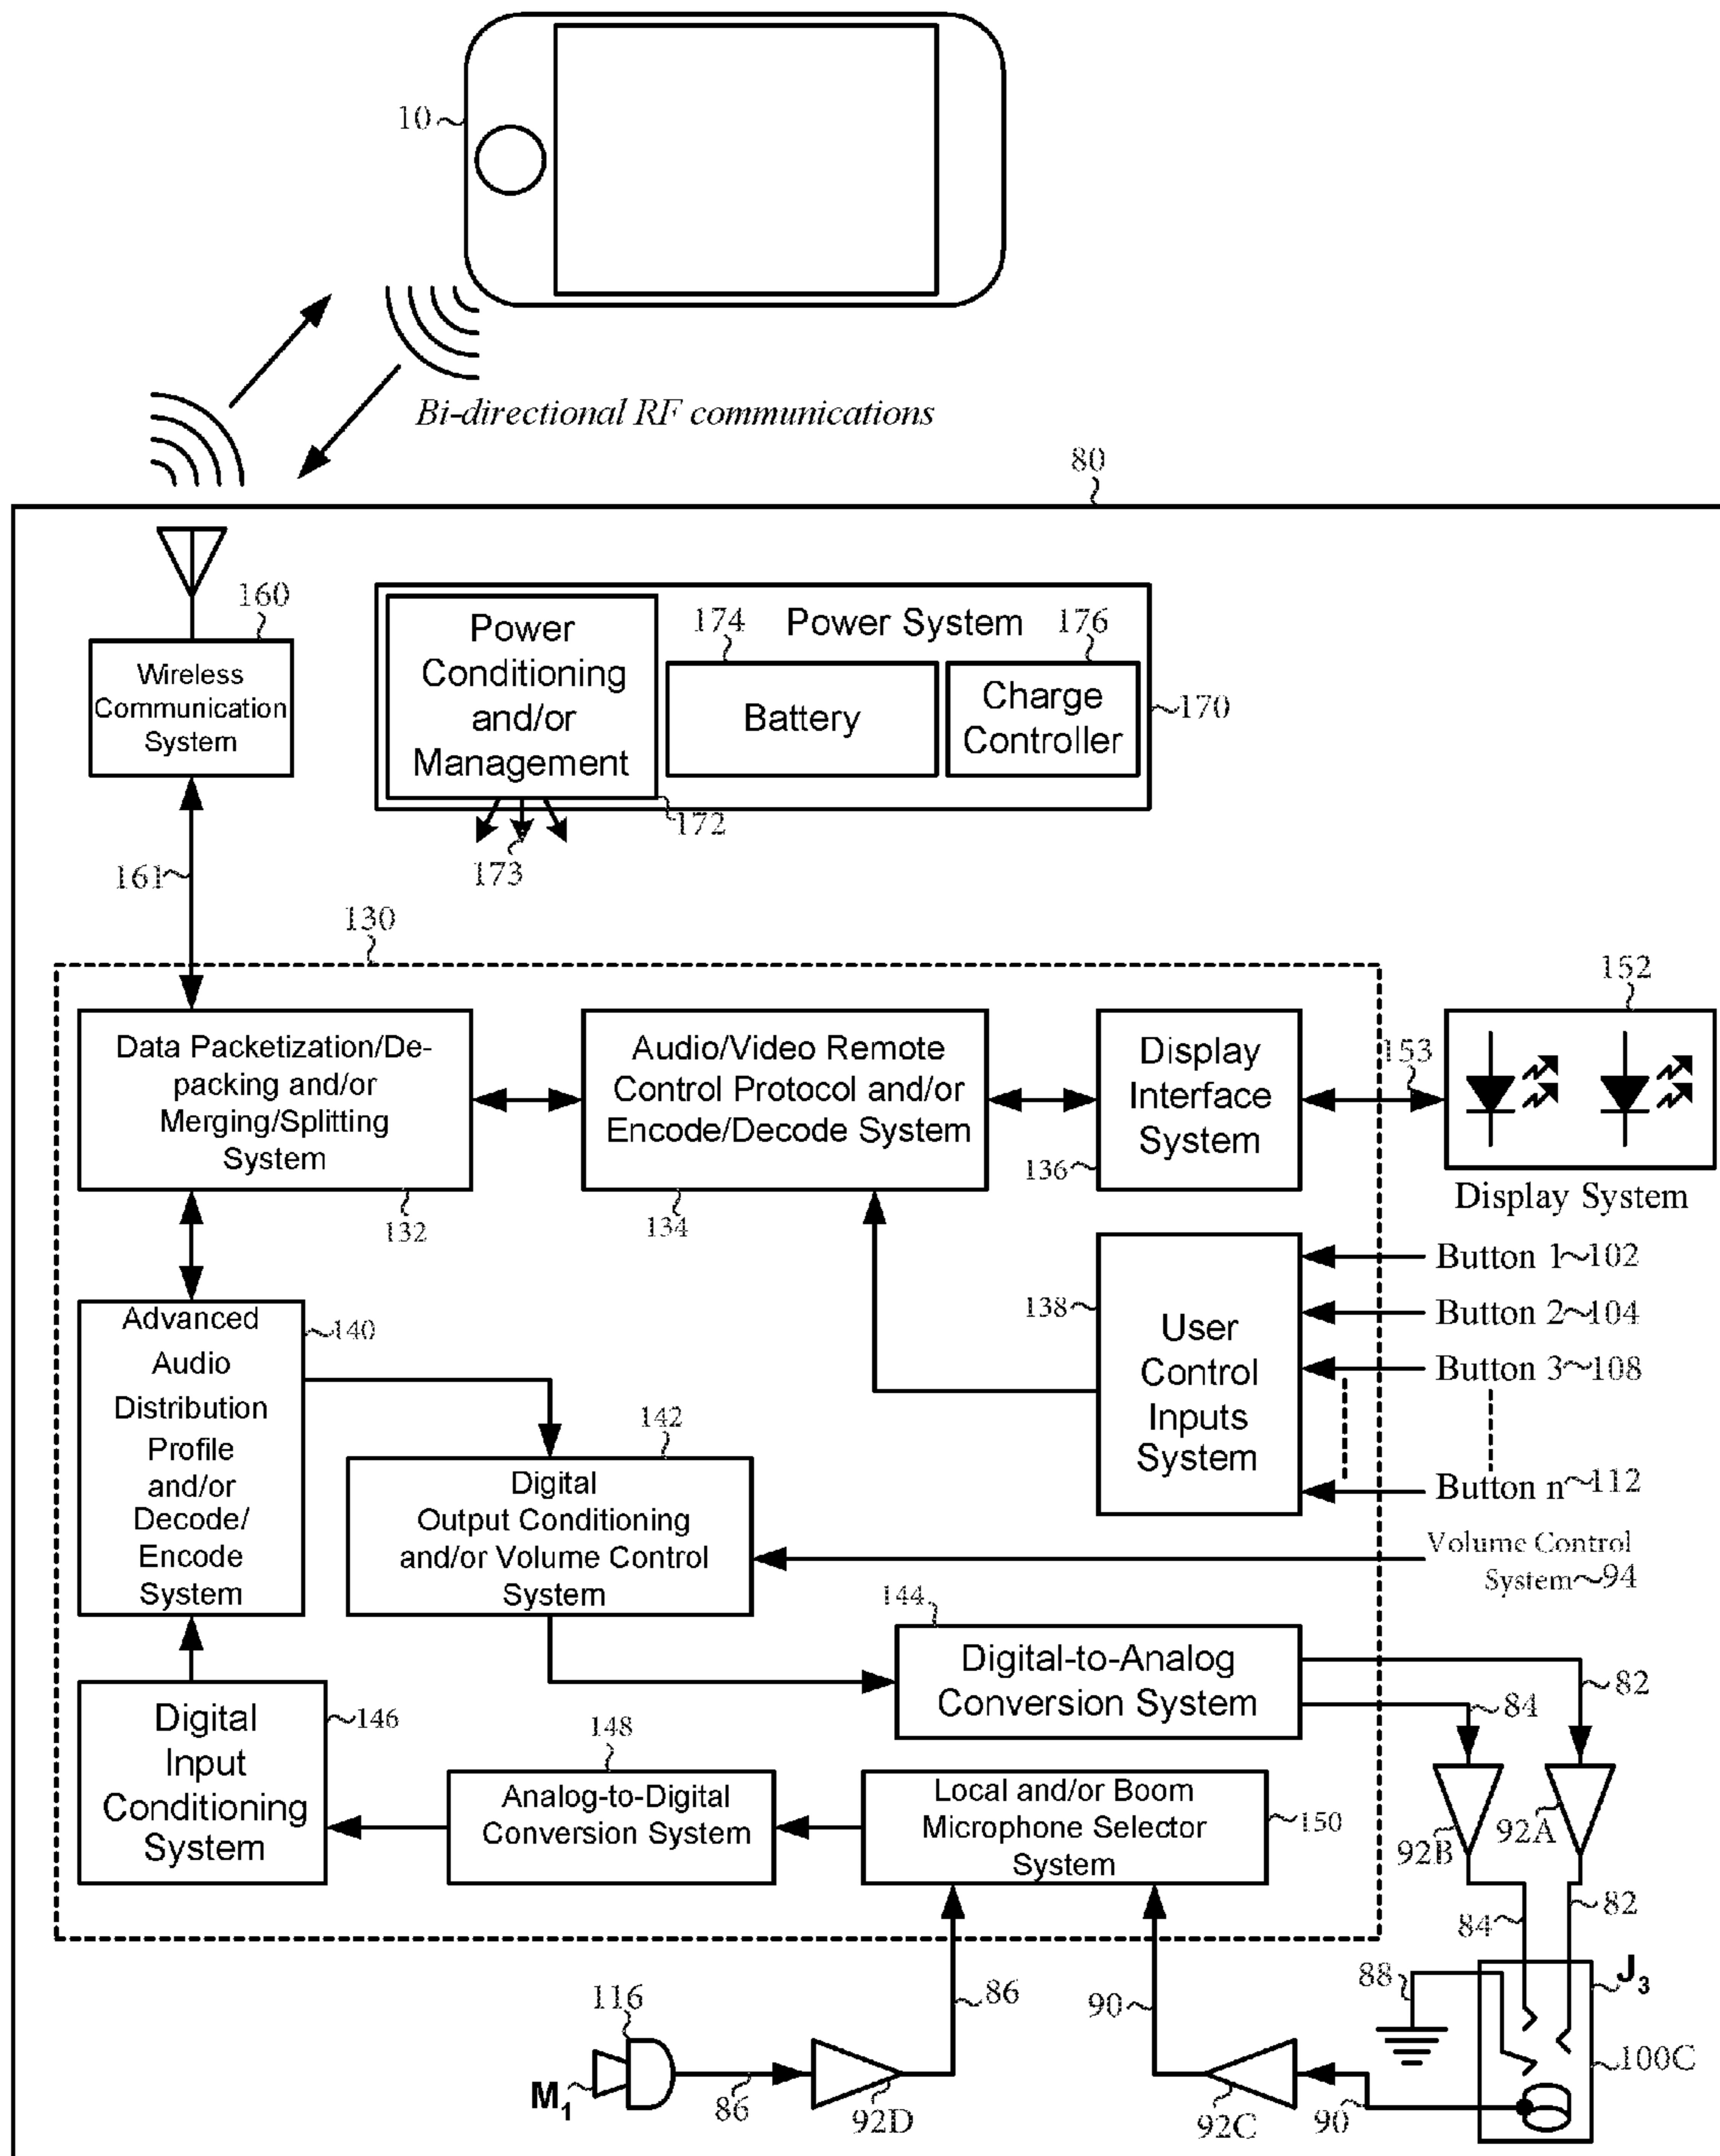 10
Bi-directional RF communications
80
160
Wireless
Communication
System
161
Power System
Power
Conditioning
and/or
Management
172
173
174
Battery
176
Charge
Controller
170
130
Data Packetization/De-
packing and/or
Merging/Splitting
System
132
Audio/Video Remote
Control Protocol and/or
Encode/Decode System
134
Display
Interface
System
136
153
152
Display System
138
User
Control
Inputs
System
Button 1 102
Button 2 104
Button 3 108
Button n 112
Volume Control
System 94
Advanced
Audio
Distribution
Profile
and/or
Decode/
Encode
System
140
142
Digital
Output Conditioning
and/or Volume Control
System
144
Digital-to-Analog
Conversion System
82
84
92B
92A
Digital
Input
Conditioning
System
146
148
Analog-to-Digital
Conversion System
Local and/or Boom
Microphone Selector
System
150
84
82
88
J3
100C
116
M1
86
92D
86
90
92C
90